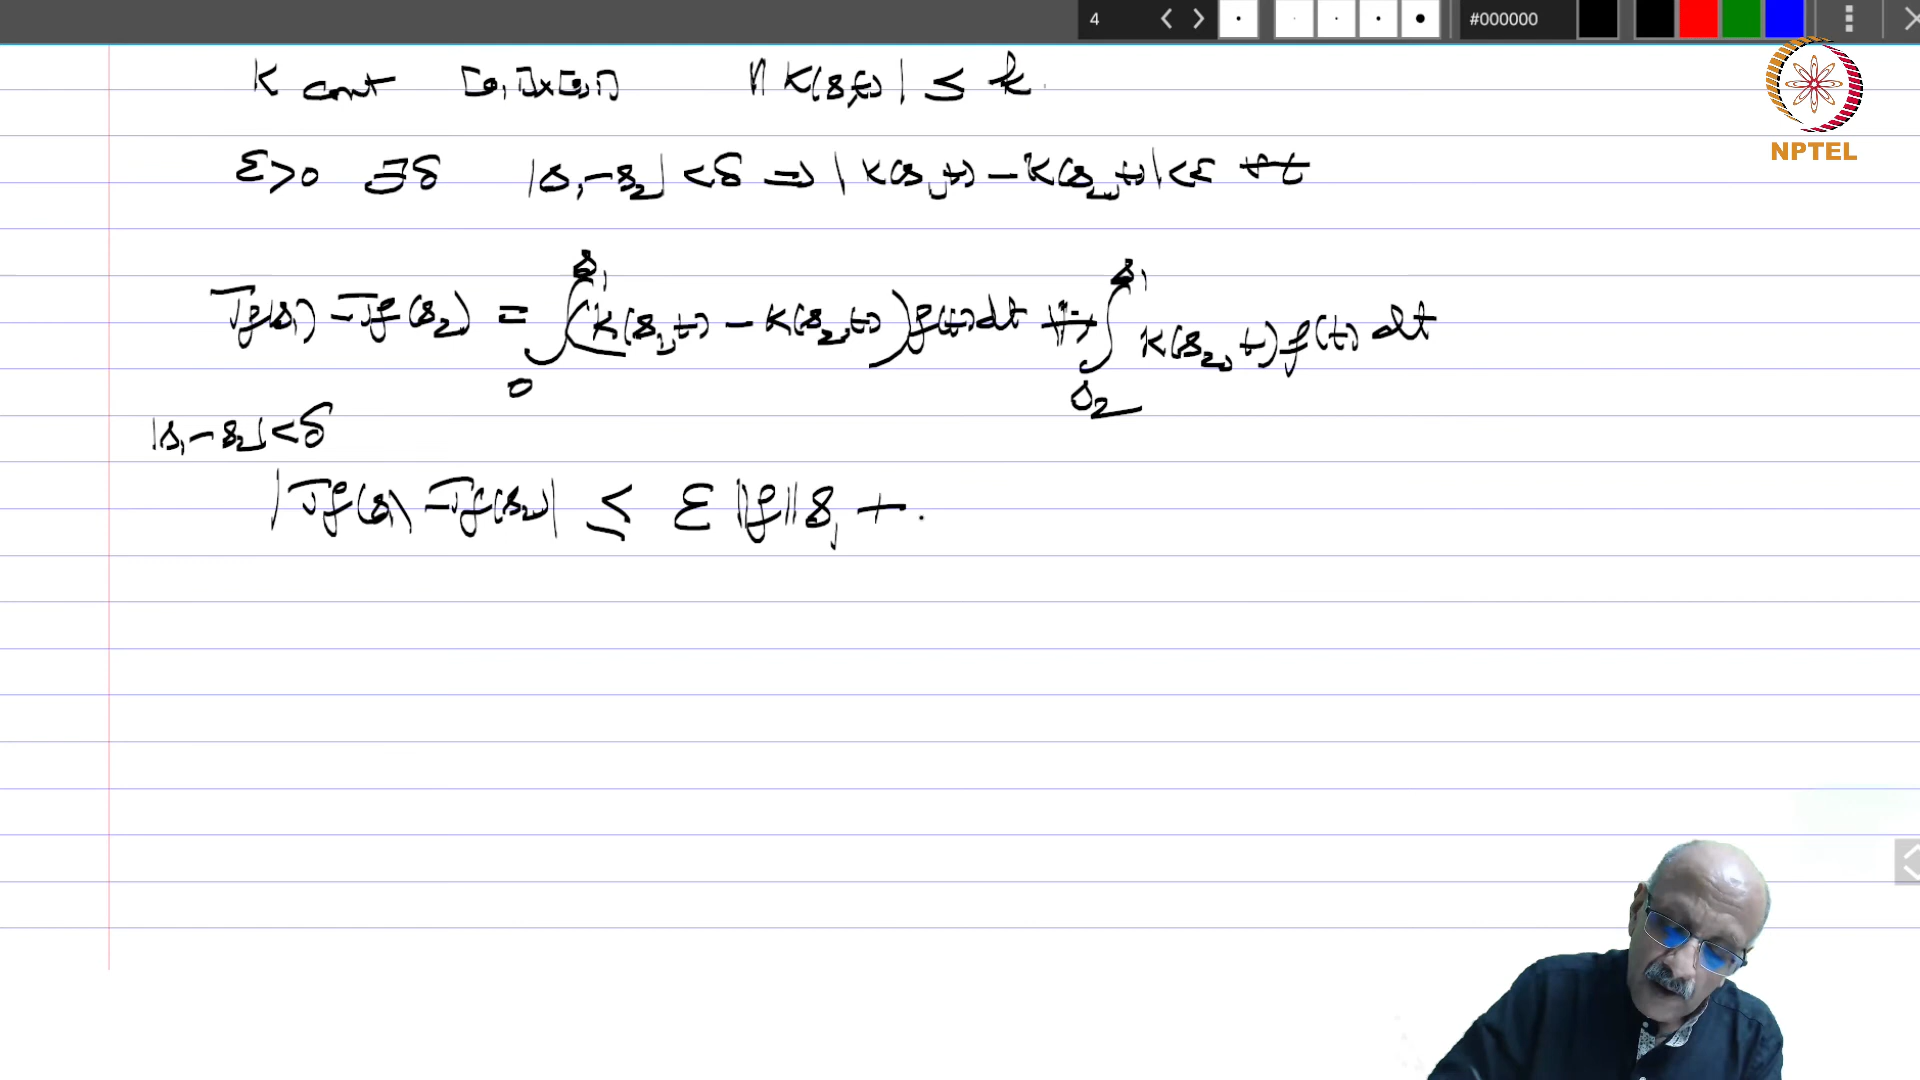 4 #000000
NPTEL
K cont [0,1]×[0,1] |K(s,t)| ≤ k.
ε>0 ∃δ |s₁-s₂| <δ ⇒ |K(s₁,t) - K(s₂,t)| <ε ∀t
Tf(s₁) - Tf(s₂) = ∫₀^{s₁} (K(s₁,t) - K(s₂,t)) f(t)dt + ∫_{s₂}^{s₁} K(s₂,t) f(t) dt
|s₁-s₂| <δ
|Tf(s₁) - Tf(s₂)| ≤ ε ||f|| s₁ + .